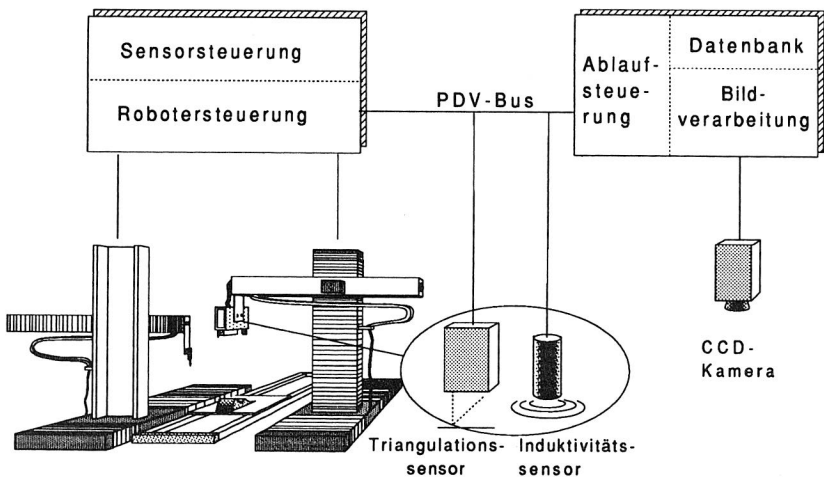 Sensorsteuerung
Robotersteuerung
PDV-Bus
Ablauf-
steue-
rung
Datenbank
Bild-
verarbeitung
CCD-
Kamera
Triangulations-
sensor
Induktivitäts-
sensor